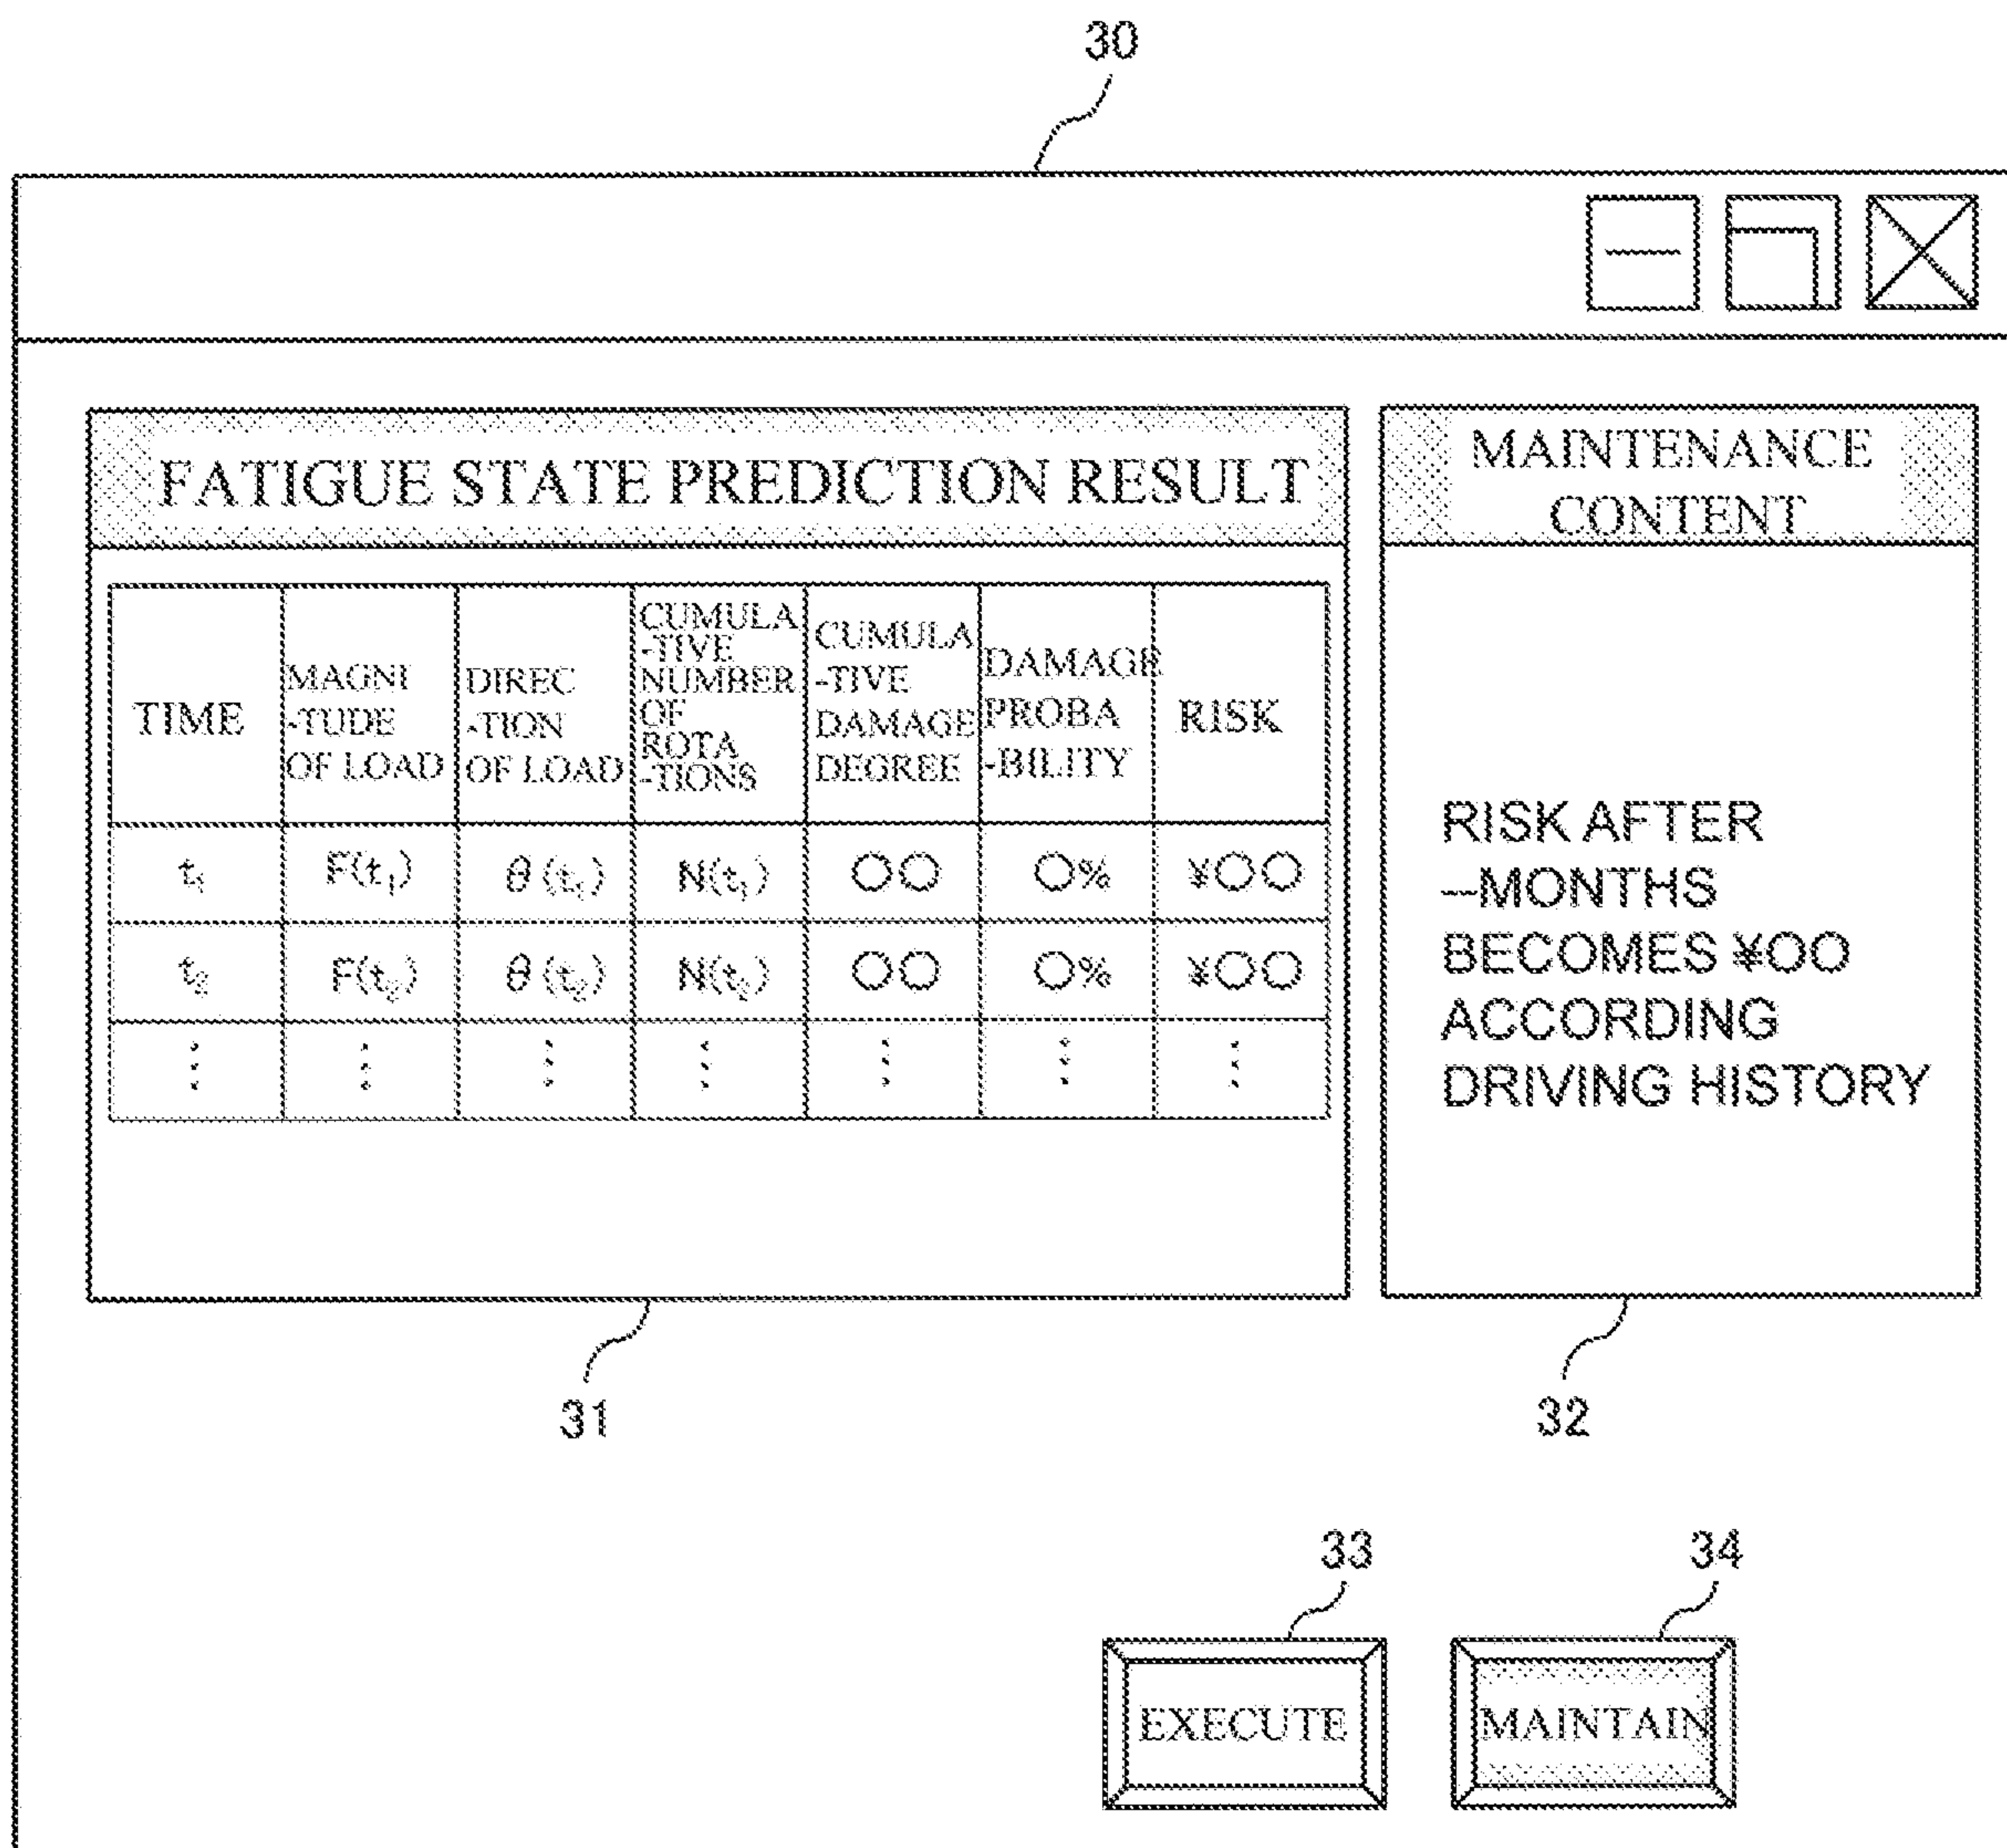 30
FATIGUE STATE PREDICTION RESULT
TIME
MAGNI
-TUDE
OF LOAD
DIREC
-TION
OF LOAD
CUMULA
-TIVE
NUMBER
OF
ROTA
-TIONS
CUMULA
-TIVE
DAMAGE
DEGREE
DAMAGE
PROBA
-BILITY
RISK
t₁ F(t₁) θ(t₁) N(t₁) ○○ ○% ¥○○
t₂ F(t₂) θ(t₂) N(t₂) ○○ ○% ¥○○
⋮ ⋮ ⋮ ⋮ ⋮ ⋮ ⋮
MAINTENANCE
CONTENT
RISK AFTER
--MONTHS
BECOMES ¥○○
ACCORDING
DRIVING HISTORY
31
32
33
34
EXECUTE
MAINTAIN